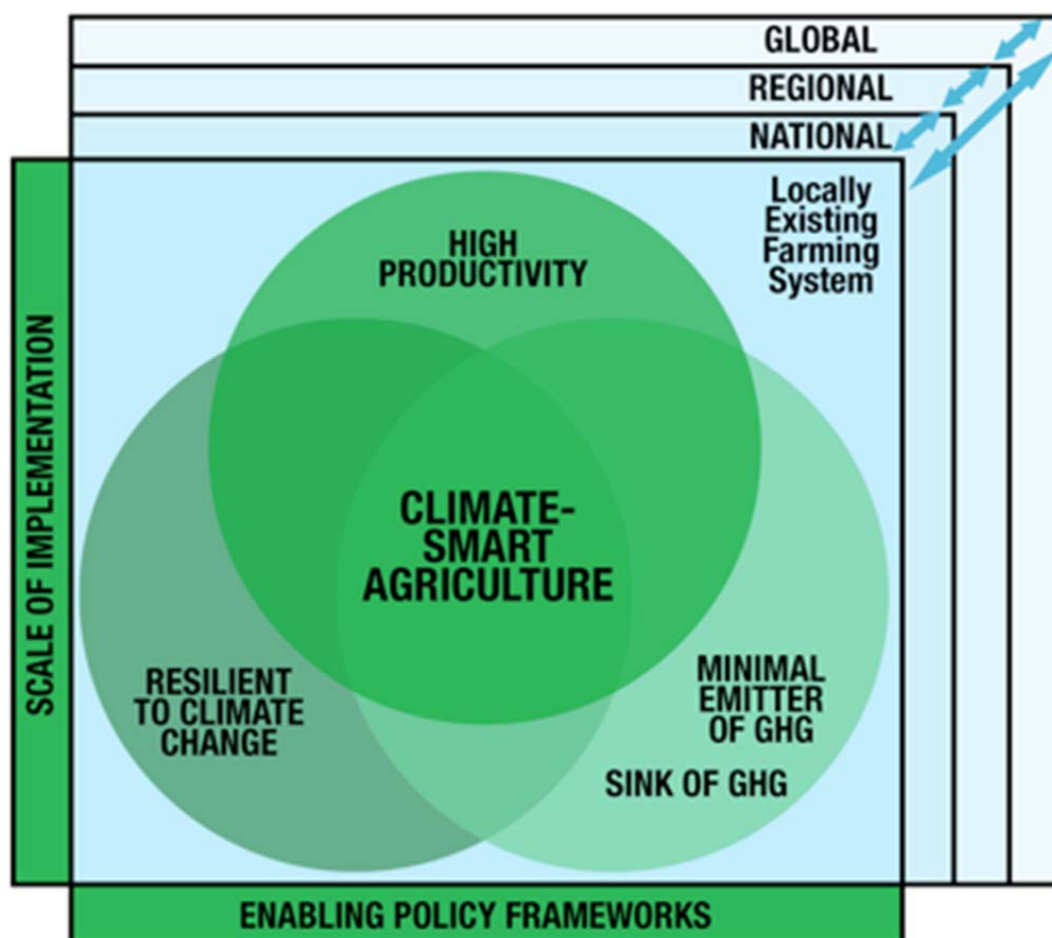 GLOBAL
REGIONAL
NATIONAL
Locally
Existing
Farming
System
HIGH
PRODUCTIVITY
SCALE OF IMPLEMENTATION
CLIMATE-
SMART
AGRICULTURE
RESILIENT
TO CLIMATE
CHANGE
MINIMAL
EMITTER
OF GHG
SINK OF GHG
ENABLING POLICY FRAMEWORKS